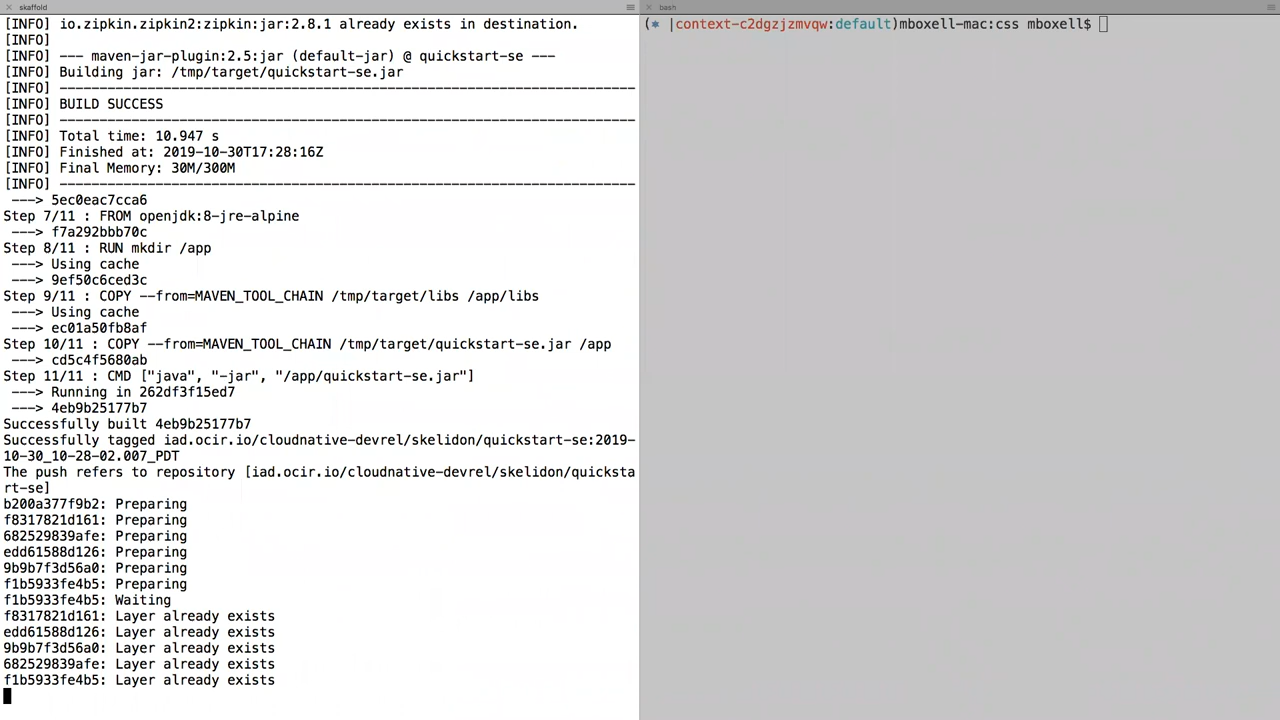 skaffold
[INFO] io.zipkin.zipkin2:zipkin:jar:2.8.1 already exists in destination.
[INFO]
[INFO] --- maven-jar-plugin:2.5:jar (default-jar) @ quickstart-se ---
[INFO] Building jar: /tmp/target/quickstart-se.jar
[INFO] ------------------------------------------------------------------------
[INFO] BUILD SUCCESS
[INFO] ------------------------------------------------------------------------
[INFO] Total time: 10.947 s
[INFO] Finished at: 2019-10-30T17:28:16Z
[INFO] Final Memory: 30M/300M
[INFO] ------------------------------------------------------------------------
---> 5ec0eac7cca6
Step 7/11 : FROM openjdk:8-jre-alpine
---> f7a292bbb70c
Step 8/11 : RUN mkdir /app
---> Using cache
---> 9ef50c6ced3c
Step 9/11 : COPY --from=MAVEN_TOOL_CHAIN /tmp/target/libs /app/libs
---> Using cache
---> ec01a50fb8af
Step 10/11 : COPY --from=MAVEN_TOOL_CHAIN /tmp/target/quickstart-se.jar /app
---> cd5c4f5680ab
Step 11/11 : CMD ["java", "-jar", "/app/quickstart-se.jar"]
---> Running in 262df3f15ed7
---> 4eb9b25177b7
Successfully built 4eb9b25177b7
Successfully tagged iad.ocir.io/cloudnative-devrel/skelidon/quickstart-se:2019-
10-30_10-28-02.007_PDT
The push refers to repository [iad.ocir.io/cloudnative-devrel/skelidon/quicksta
rt-se]
b200a377f9b2: Preparing
f8317821d161: Preparing
682529839afe: Preparing
edd61588d126: Preparing
9b9b7f3d56a0: Preparing
f1b5933fe4b5: Preparing
f1b5933fe4b5: Waiting
f8317821d161: Layer already exists
edd61588d126: Layer already exists
9b9b7f3d56a0: Layer already exists
682529839afe: Layer already exists
f1b5933fe4b5: Layer already exists
bash
(* |context-c2dgzjzmvqw:default)mboxell-mac:css mboxell$